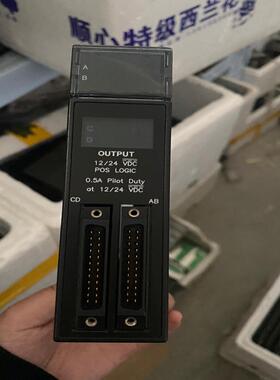 顺心特级西兰花
A
B
C
D
OUTPUT
12/24 VDC
POS LOGIC
0.5A Pilot Duty
at 12/24 VDC
CD AB